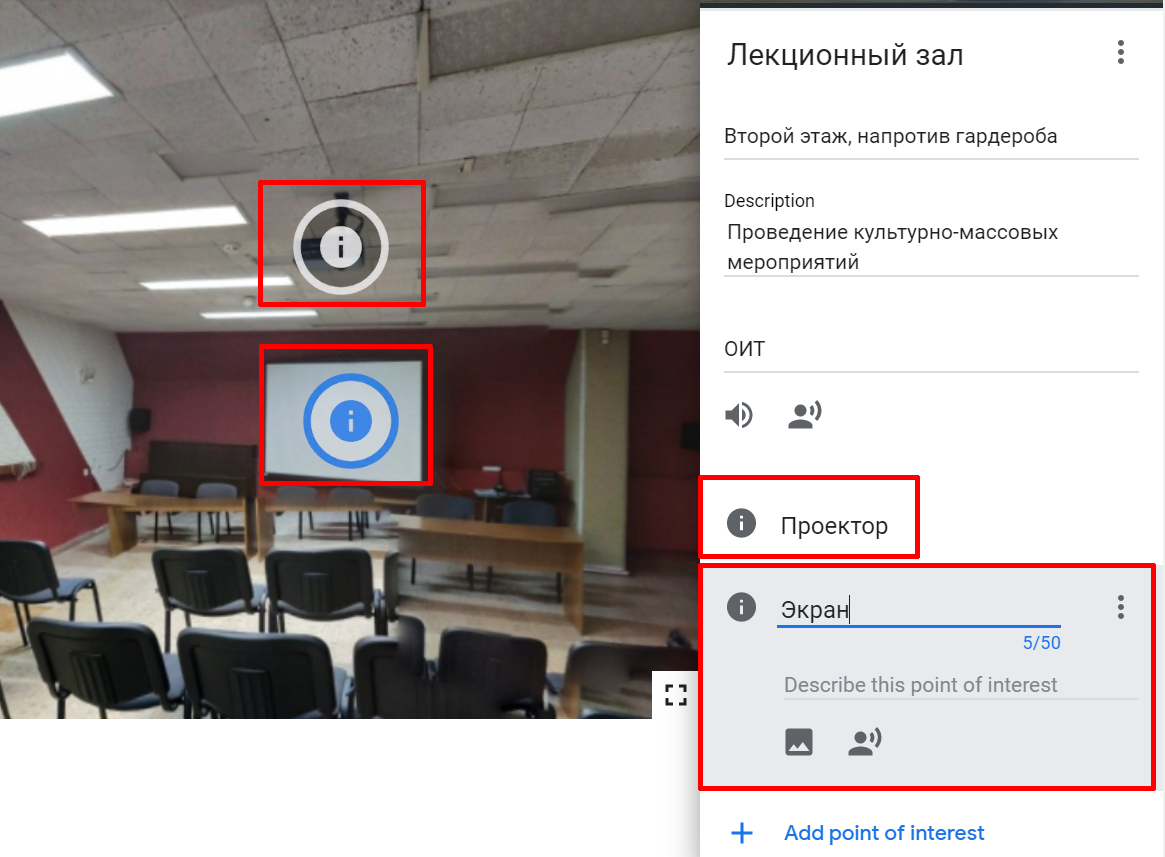 Лекционный зал
Второй этаж, напротив гардероба
Description
Проведение культурно-массовых
мероприятий
ОИТ
Проектор
Экран
5/50
Describe this point of interest
Add point of interest